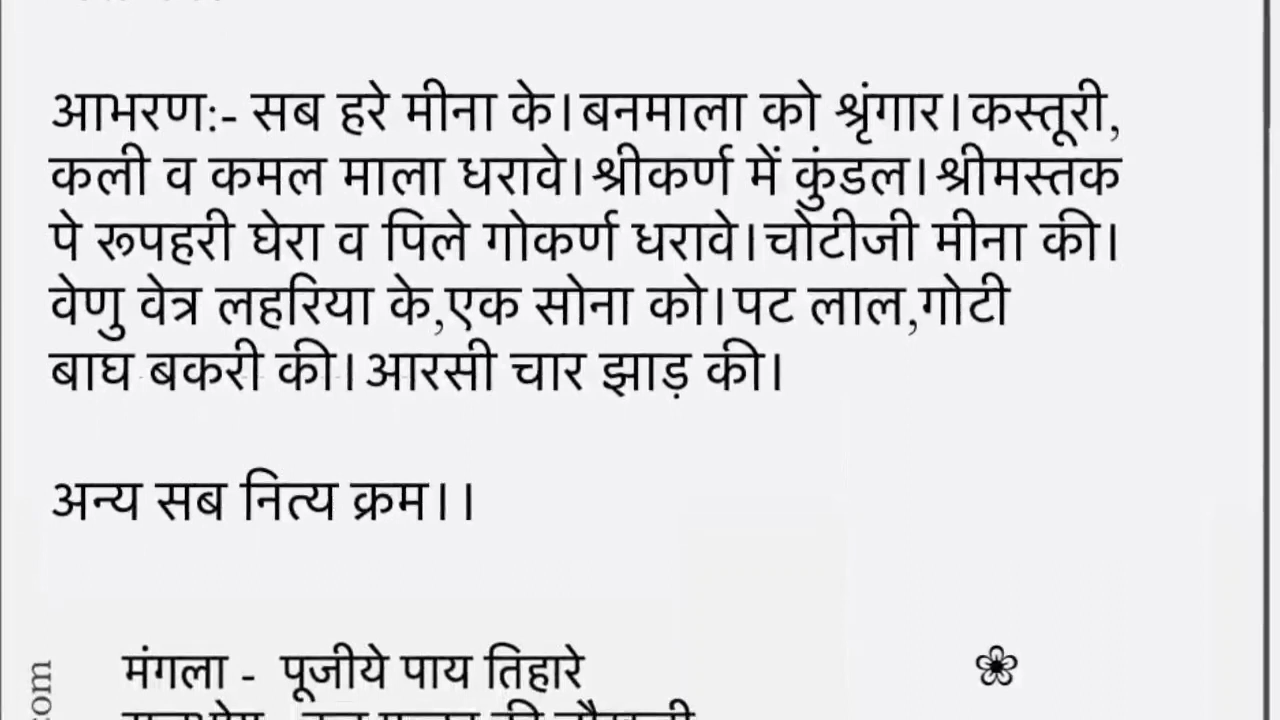 आभरण:- सब हरे मीना के।बनमाला को श्रृंगार।कस्तूरी,
कली व कमल माला धरावे।श्रीकर्ण में कुंडल।श्रीमस्तक
पे रूपहरी घेरा व पिले गोकर्ण धरावे।चोटीजी मीना की।
वेणु वेत्र लहरिया के,एक सोना को।पट लाल,गोटी
बाघ बकरी की।आरसी चार झाड़ की।
अन्य सब नित्य क्रम।।
मंगला - पूजीये पाय तिहारे
com